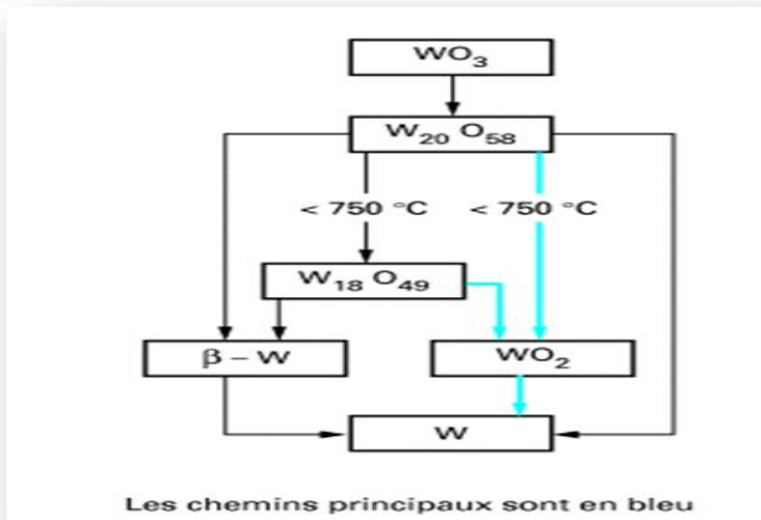 WO₃
W₂₀ O₅₈
< 750 °C < 750 °C
W₁₈ O₄₉
β – W WO₂
W
Les chemins principaux sont en bleu